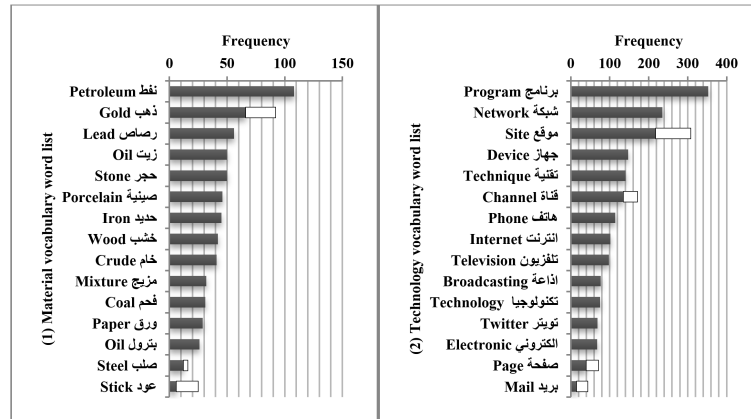 Frequency
0 50 100 150
Petroleum نفط
Gold ذهب
Lead رصاص
Oil زيت
Stone حجر
Porcelain صينية
Iron حديد
Wood خشب
Crude خام
Mixture مزيج
Coal فحم
Paper ورق
Oil بترول
Steel صلب
Stick عود
(1) Material vocabulary word list
Frequency
0 100 200 300 400
Program برنامج
Network شبكة
Site موقع
Device جهاز
Technique تقنية
Channel قناة
Phone هاتف
Internet انترنت
Television تلفزيون
Broadcasting اذاعة
Technology تكنولوجيا
Twitter تويتر
Electronic الكتروني
Page صفحة
Mail بريد
(2) Technology vocabulary word list